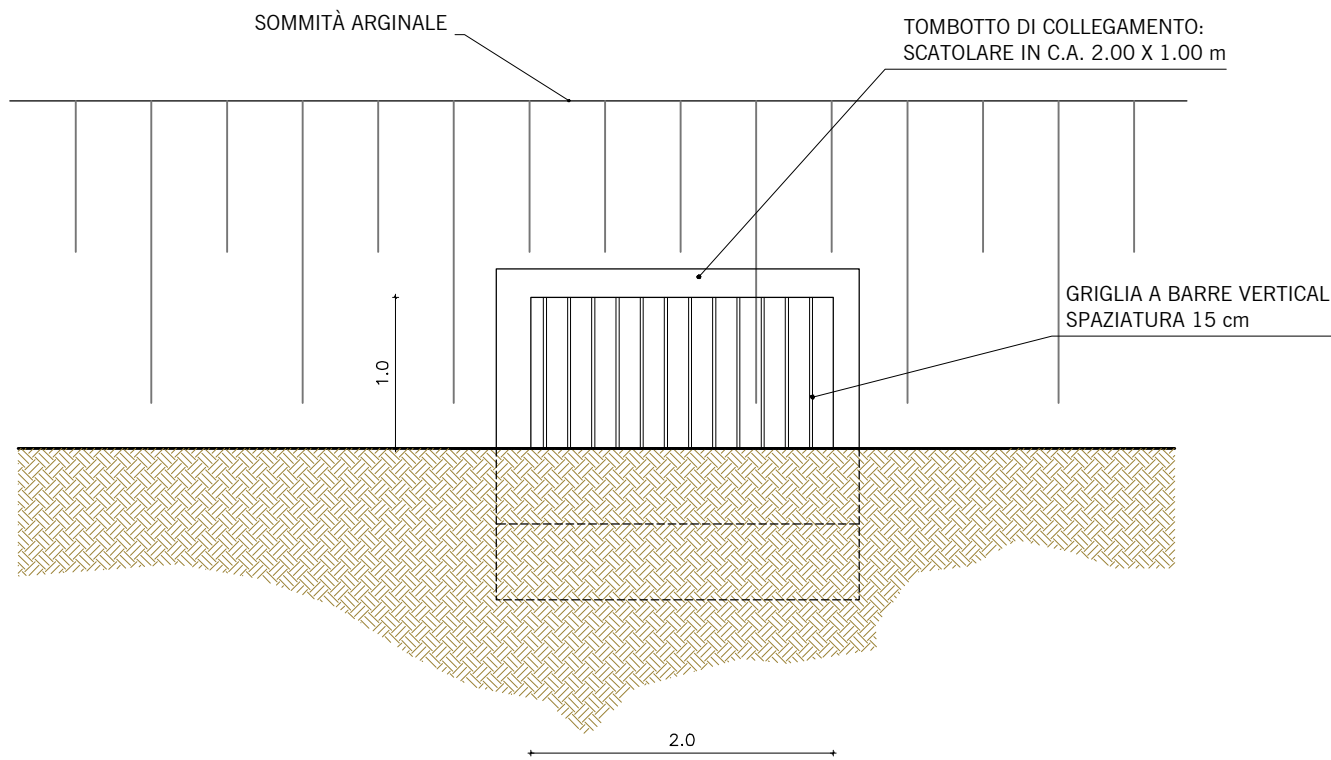 SOMMITÀ ARGINALE
TOMBOTTO DI COLLEGAMENTO:
SCATOLARE IN C.A. 2.00 X 1.00 m
GRIGLIA A BARRE VERTICAL
SPAZIATURA 15 cm
1.0
2.0